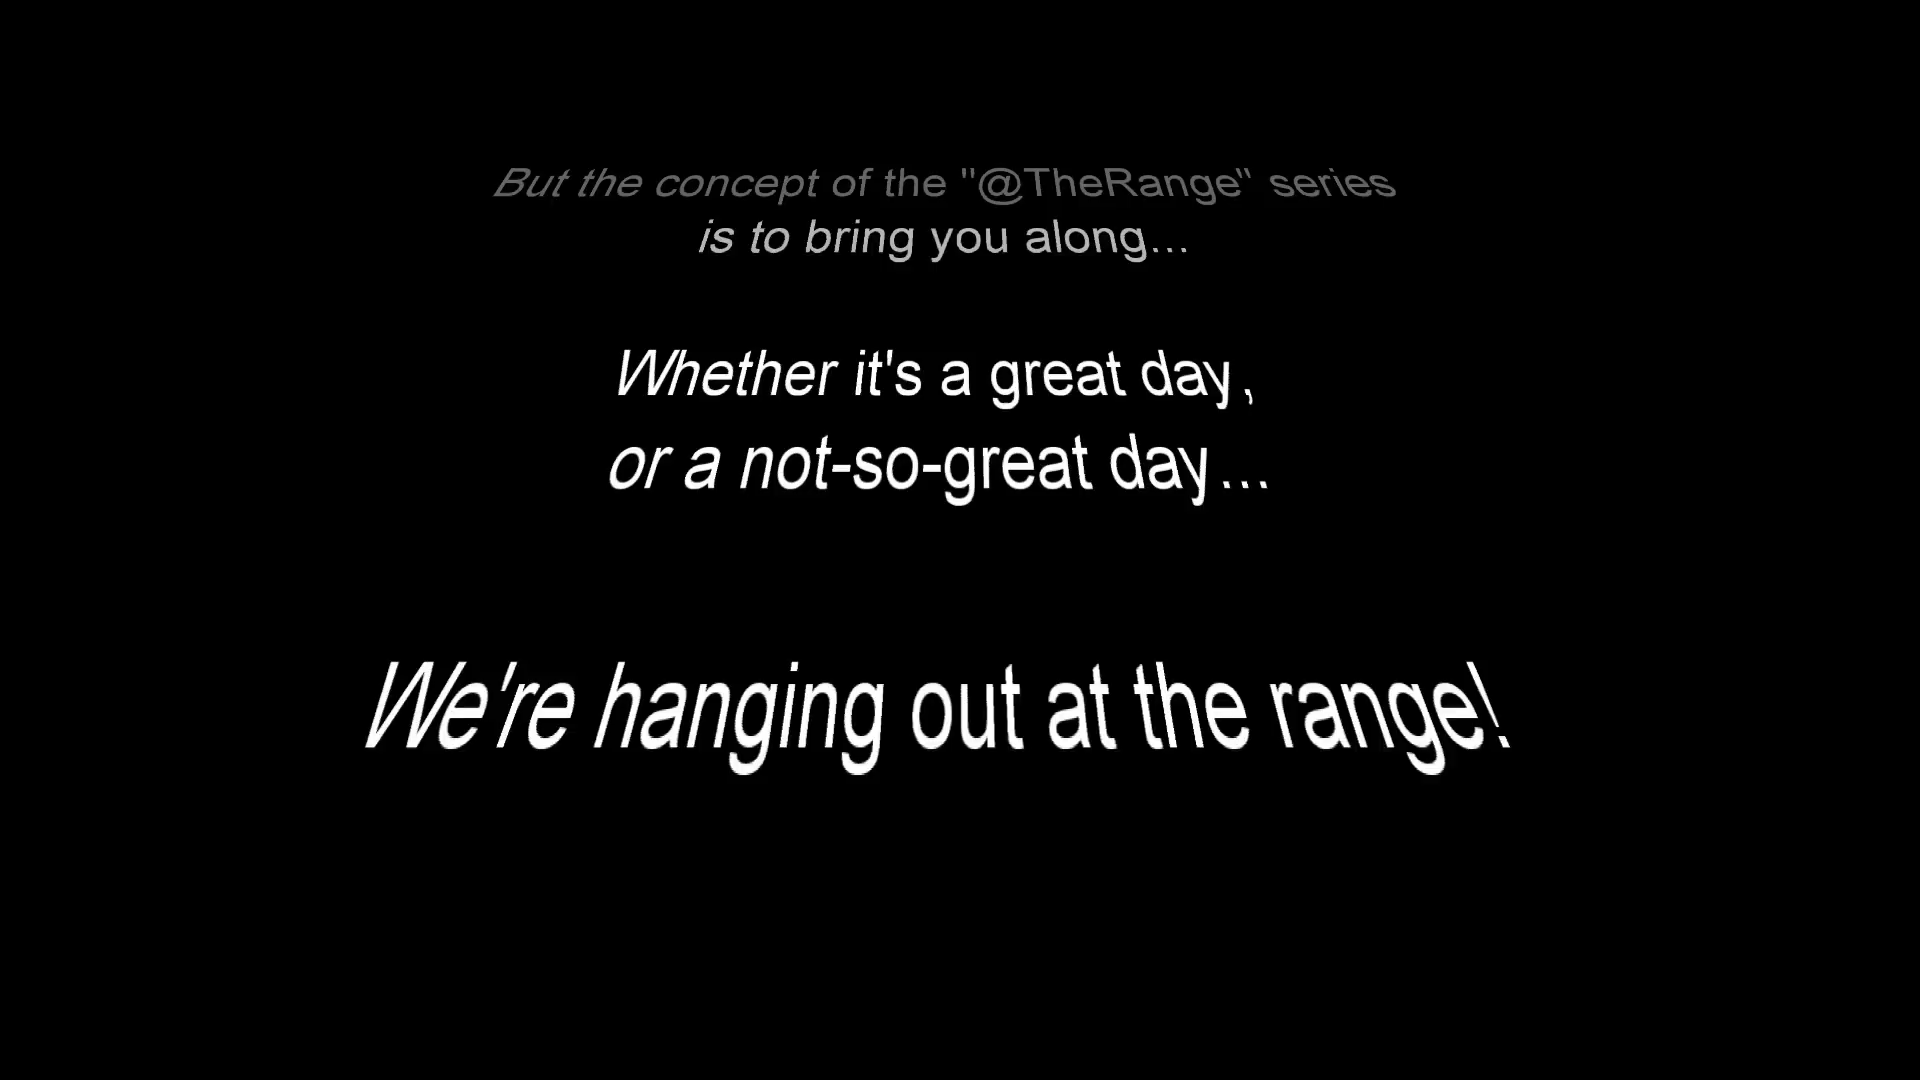 But the concept of the "@TheRange" series
is to bring you along...
Whether it's a great day,
or a not-so-great day...
We're hanging out at the range!